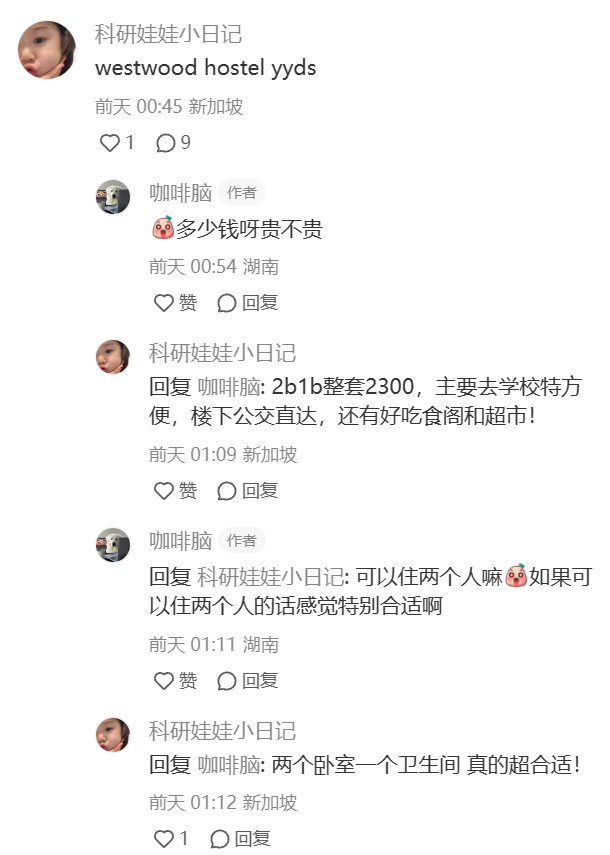 科研娃娃小日记
westwood hostel yyds
前天 00:45 新加坡
1 9
咖啡脑 作者
多少钱呀贵不贵
前天 00:54 湖南
赞 回复
科研娃娃小日记
回复 咖啡脑: 2b1b整套2300，主要去学校特方
便，楼下公交直达，还有好吃食阁和超市！
前天 01:09 新加坡
赞 回复
咖啡脑 作者
回复 科研娃娃小日记: 可以住两个人嘛如果可
以住两个人的话感觉特别合适啊
前天 01:11 湖南
赞 回复
科研娃娃小日记
回复 咖啡脑: 两个卧室一个卫生间 真的超合适！
前天 01:12 新加坡
1 回复